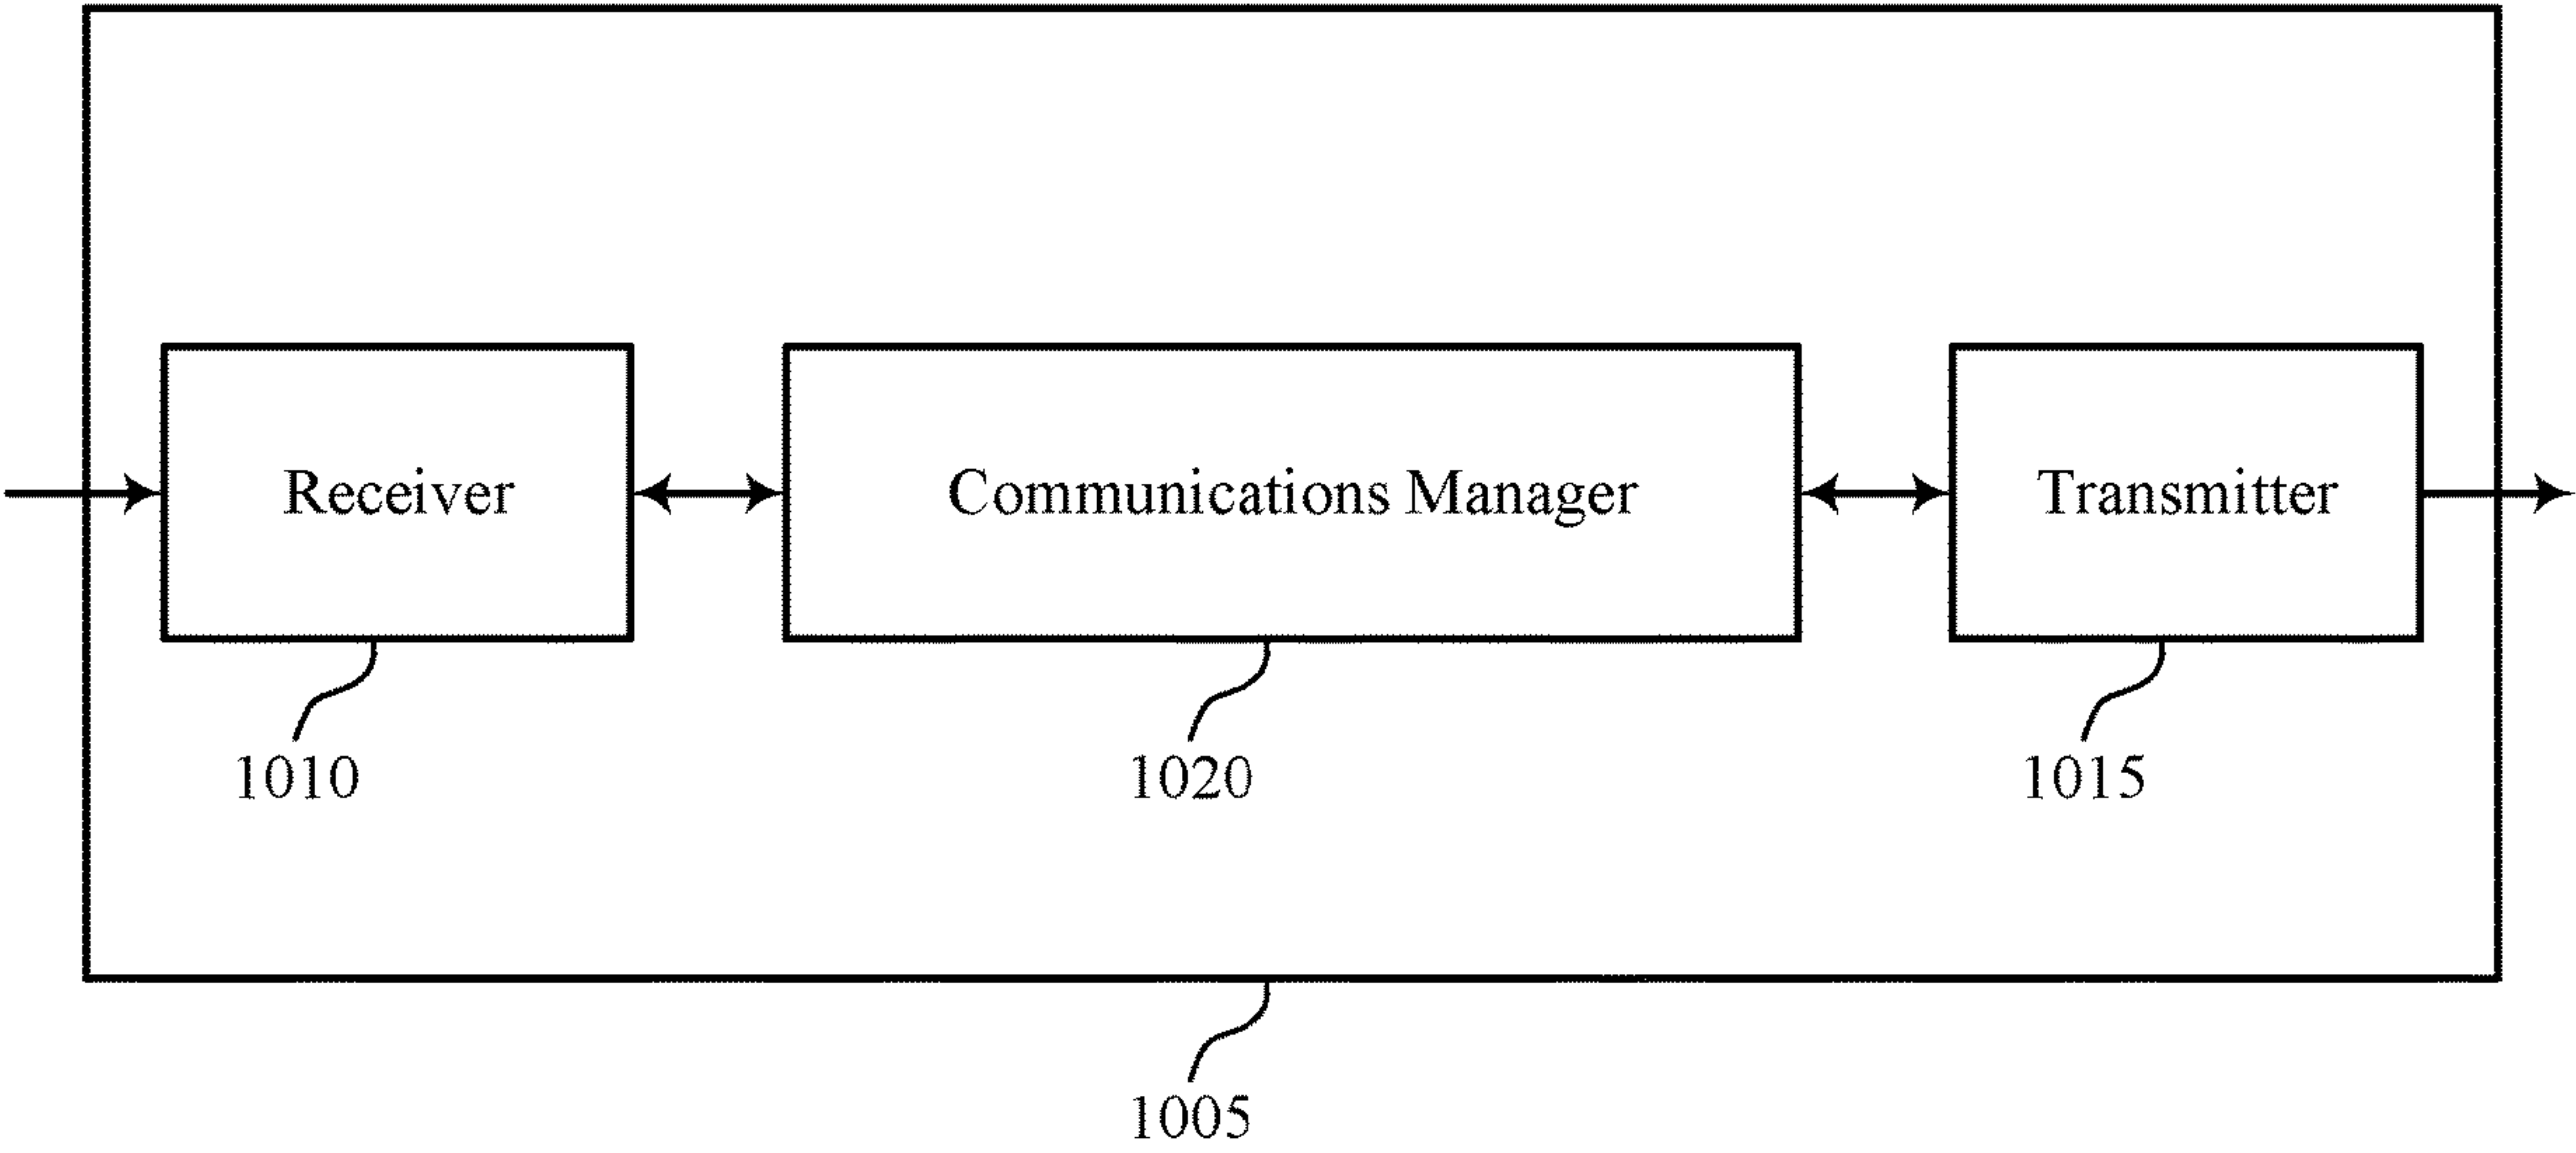 Receiver
Communications Manager
Transmitter
1010
1020
1015
1005